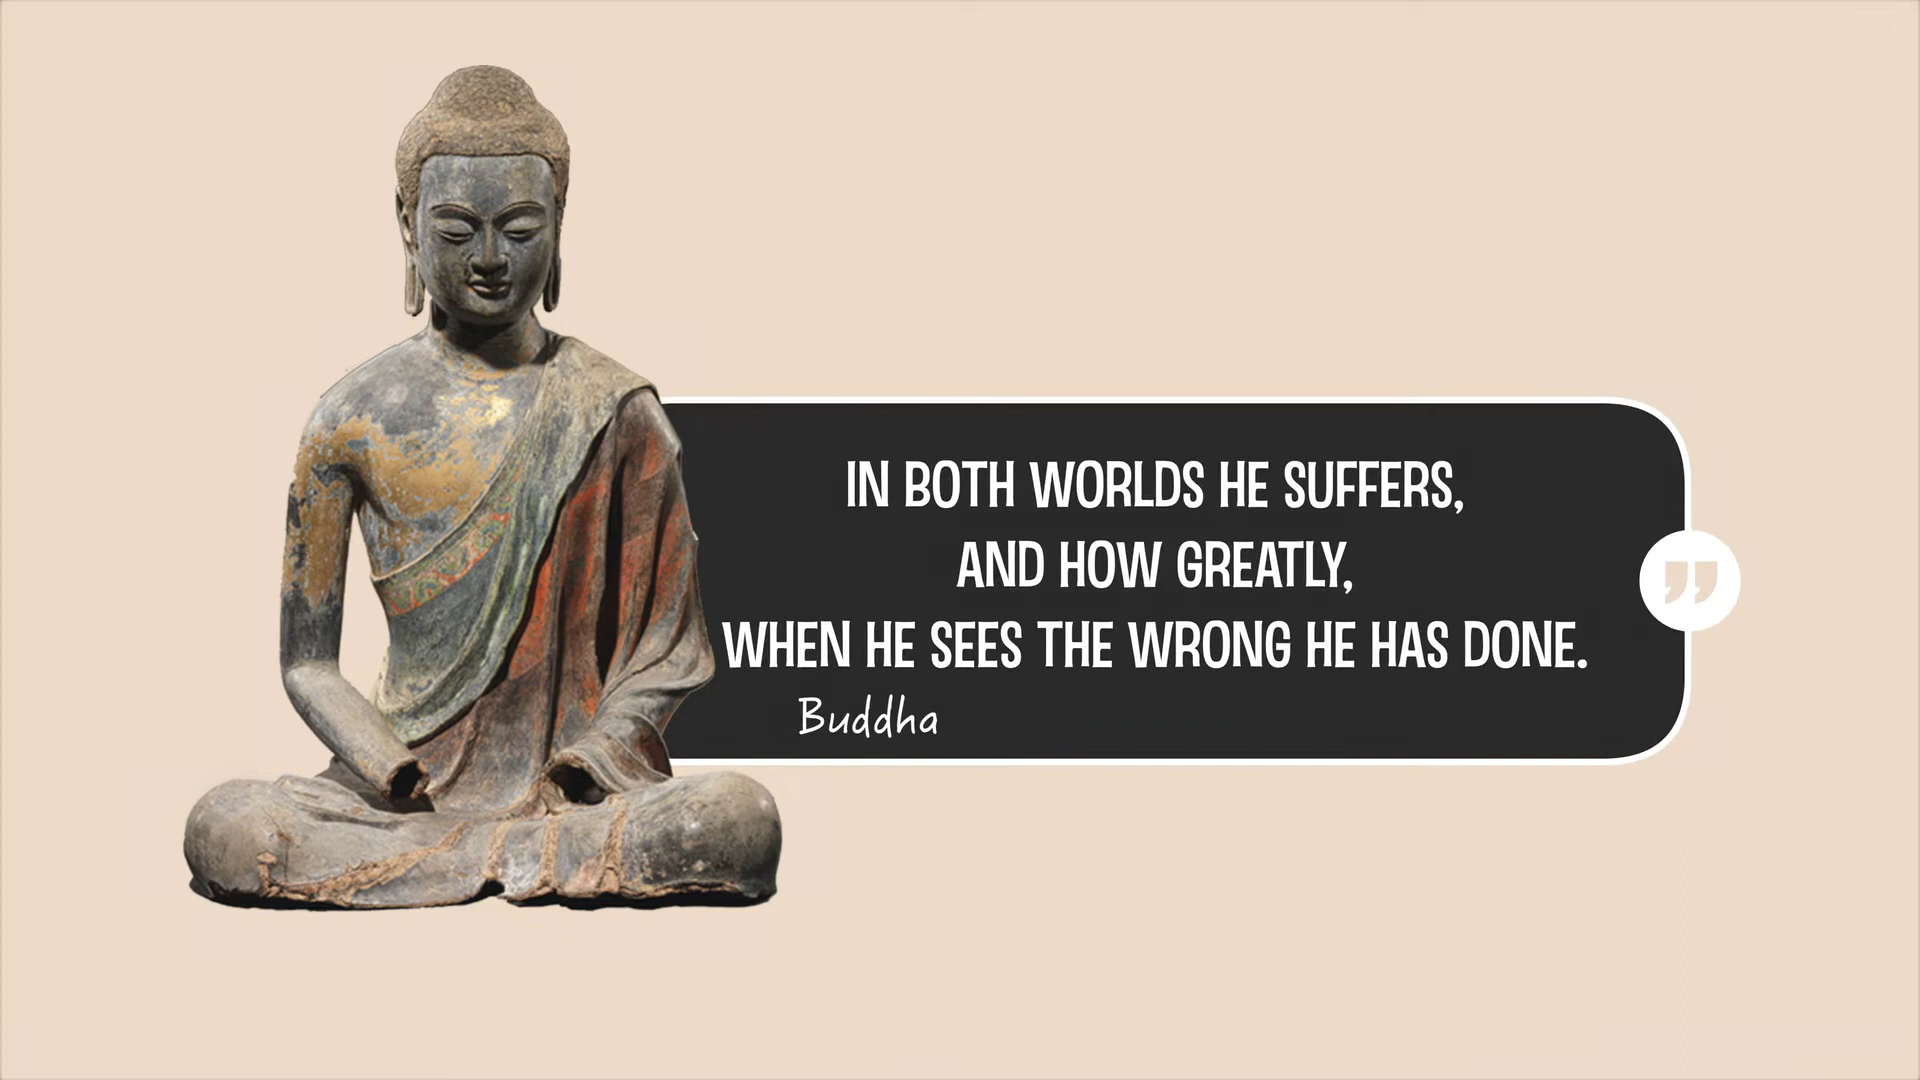 IN BOTH WORLDS HE SUFFERS,
AND HOW GREATLY,
WHEN HE SEES THE WRONG HE HAS DONE.
Buddha